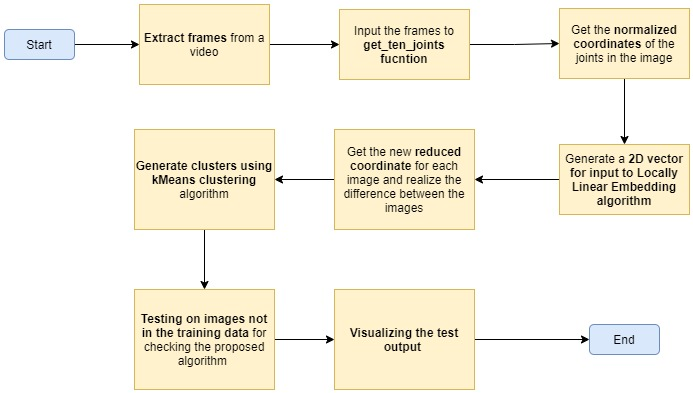 Start
Extract frames from a
video
Input the frames to
get_ten_joints
fucntion
Get the normalized
coordinates of the
joints in the image
Generate a 2D vector
for input to Locally
Linear Embedding
algorithm
Get the new reduced
coordinate for each
image and realize the
difference between the
images
Generate clusters using
kMeans clustering
algorithm
Testing on images not
in the training data for
checking the proposed
algorithm
Visualizing the test
output
End